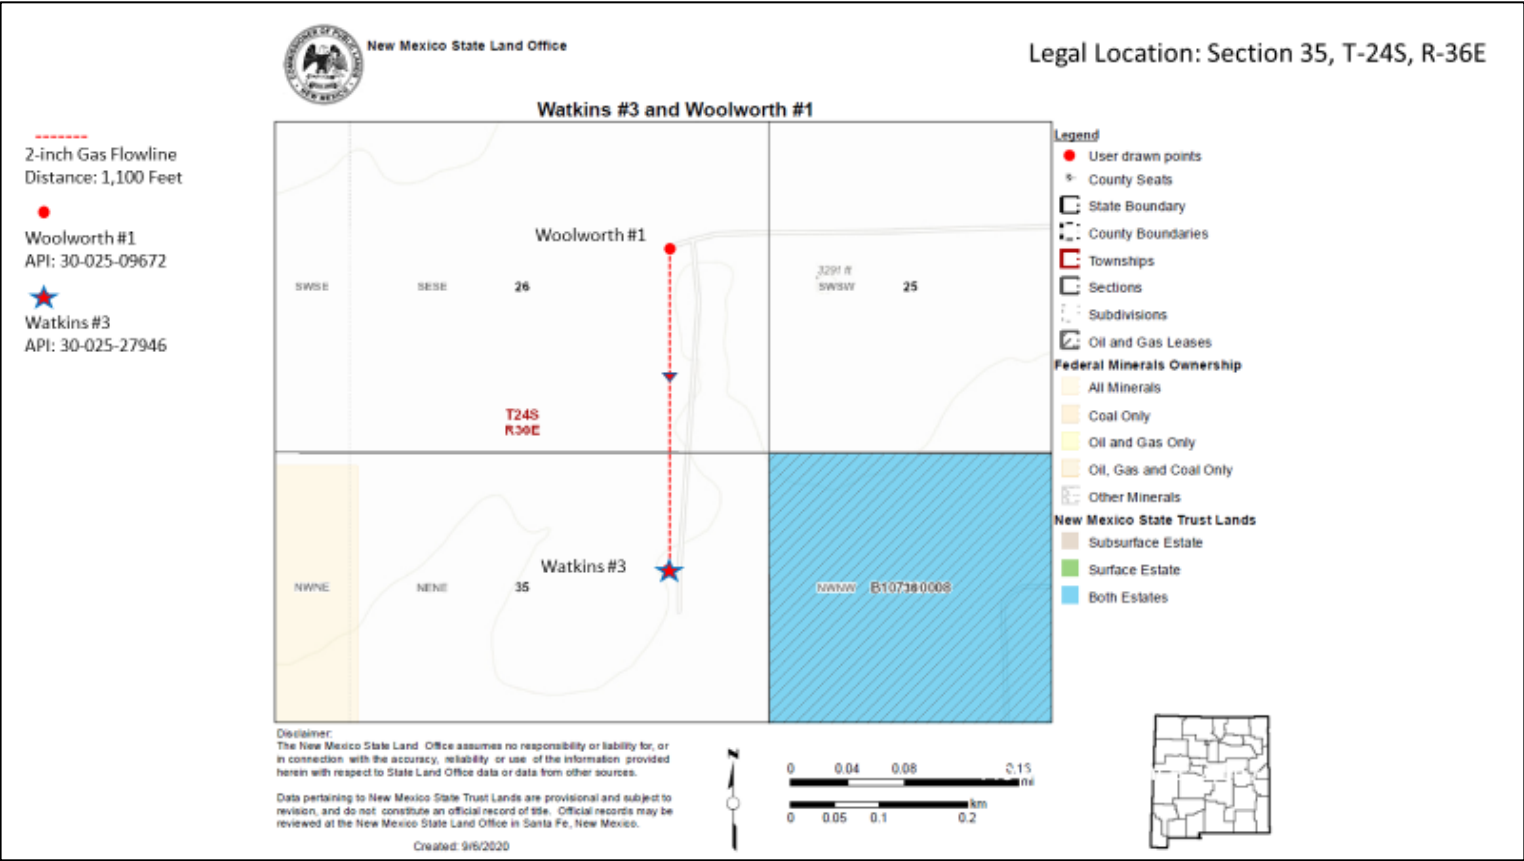 New Mexico State Land Office
Legal Location: Section 35, T-24S, R-36E
COMMISSIONER OF PUBLIC LANDS
NEW MEXICO
Watkins #3 and Woolworth #1
2-inch Gas Flowline
Distance: 1,100 Feet
Woolworth #1
API: 30-025-09672
Watkins #3
API: 30-025-27946
Woolworth #1
3291 ft
SWSE
SESE
26
SWSW
25
T24S
R36E
Watkins #3
NWNE
NENE
35
NWNW
Legend
User drawn points
County Seats
State Boundary
County Boundaries
Townships
Sections
Subdivisions
Oil and Gas Leases
Federal Minerals Ownership
All Minerals
Coal Only
Oil and Gas Only
Oil, Gas and Coal Only
Other Minerals
New Mexico State Trust Lands
Subsurface Estate
Surface Estate
Both Estates
Disclaimer:
The New Mexico State Land Office assumes no responsibility or liability for, or
in connection with the accuracy, reliability or use of the information provided
herein with respect to State Land Office data or data from other sources.
Data pertaining to New Mexico State Trust Lands are provisional and subject to
revision, and do not constitute an official record of title. Official records may be
reviewed at the New Mexico State Land Office in Santa Fe, New Mexico.
Created: 9/6/2020
N
0 0.04 0.08
mi
km
0 0.05 0.1 0.2